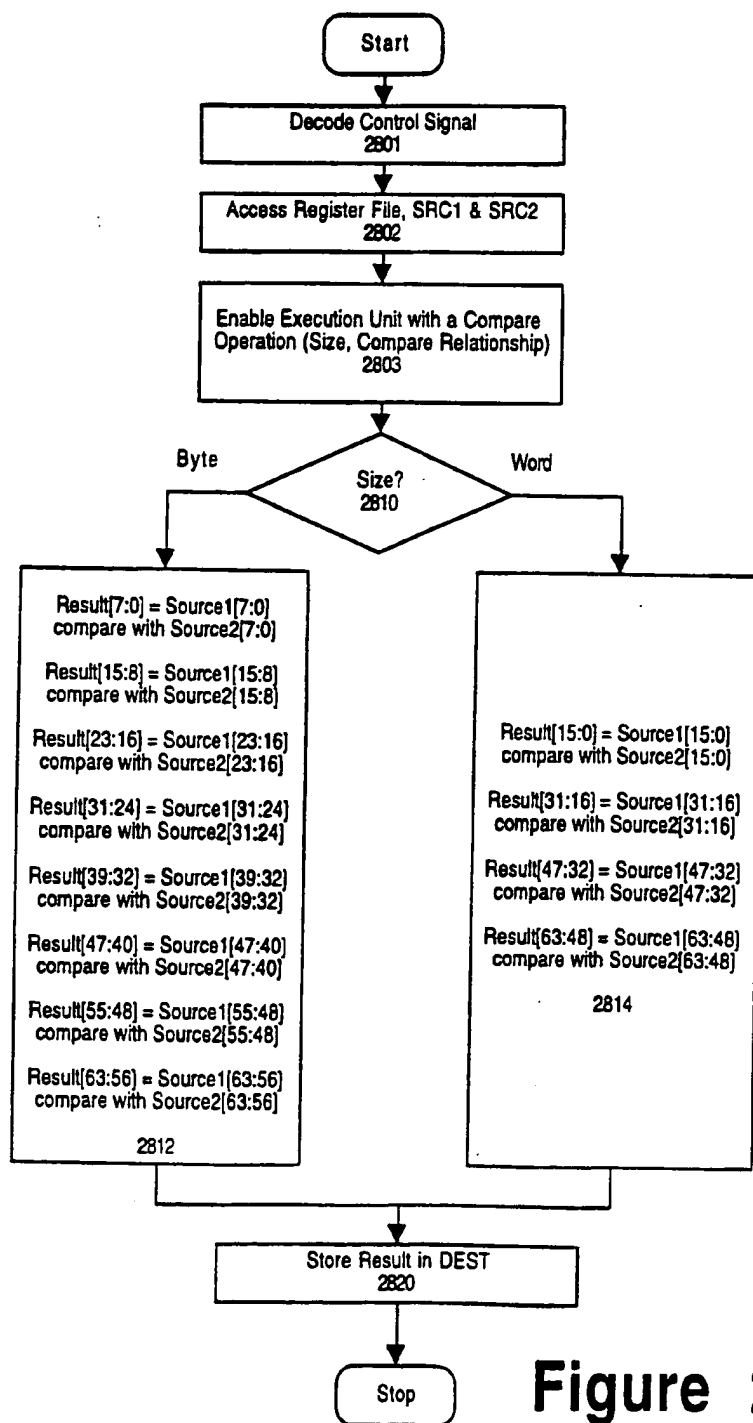 Start
Decode Control Signal
2801
Access Register File, SRC1 & SRC2
2802
Enable Execution Unit with a Compare
Operation (Size, Compare Relationship)
2803
Byte
Size?
2810
Word
Result[7:0] = Source1[7:0]
compare with Source2[7:0]
Result[15:8] = Source1[15:8]
compare with Source2[15:8]
Result[23:16] = Source1[23:16]
compare with Source2[23:16]
Result[31:24] = Source1[31:24]
compare with Source2[31:24]
Result[39:32] = Source1[39:32]
compare with Source2[39:32]
Result[47:40] = Source1[47:40]
compare with Source2[47:40]
Result[55:48] = Source1[55:48]
compare with Source2[55:48]
Result[63:56] = Source1[63:56]
compare with Source2[63:56]
2812
Result[15:0] = Source1[15:0]
compare with Source2[15:0]
Result[31:16] = Source1[31:16]
compare with Source2[31:16]
Result[47:32] = Source1[47:32]
compare with Source2[47:32]
Result[63:48] = Source1[63:48]
compare with Source2[63:48]
2814
Store Result in DEST
2820
Stop
Figure